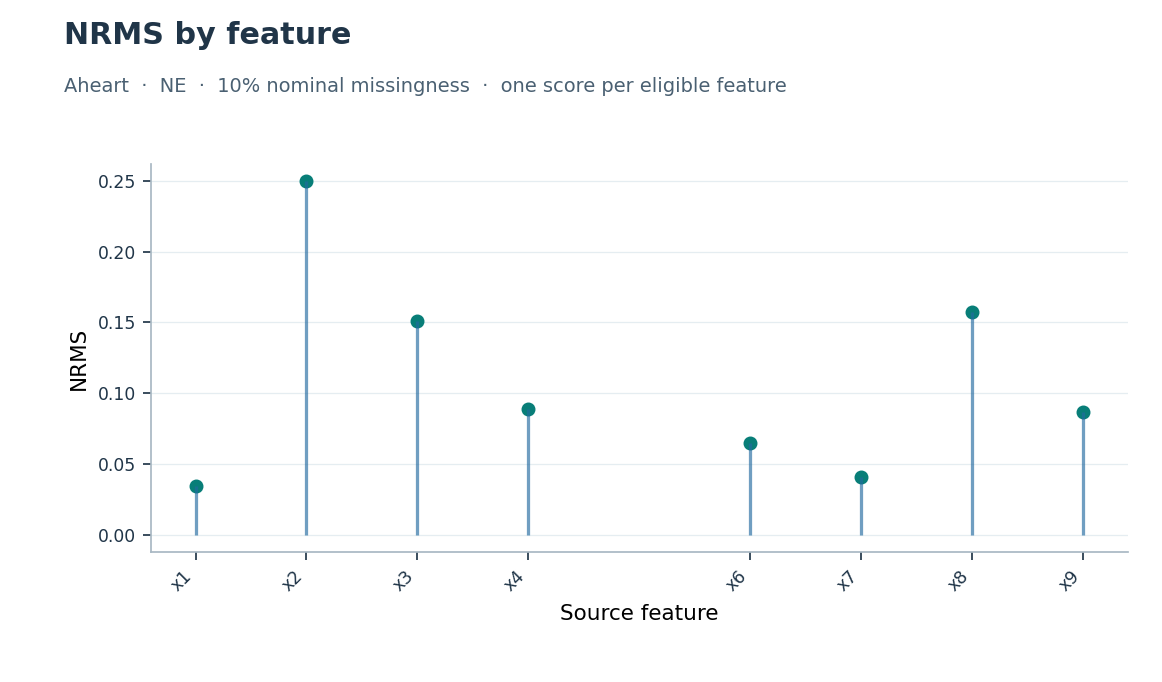 NRMS by feature
Aheart · NE · 10% nominal missingness · one score per eligible feature
NRMS
0.25
0.20
0.15
0.10
0.05
0.00
x1 x2 x3 x4 x6 x7 x8 x9
Source feature